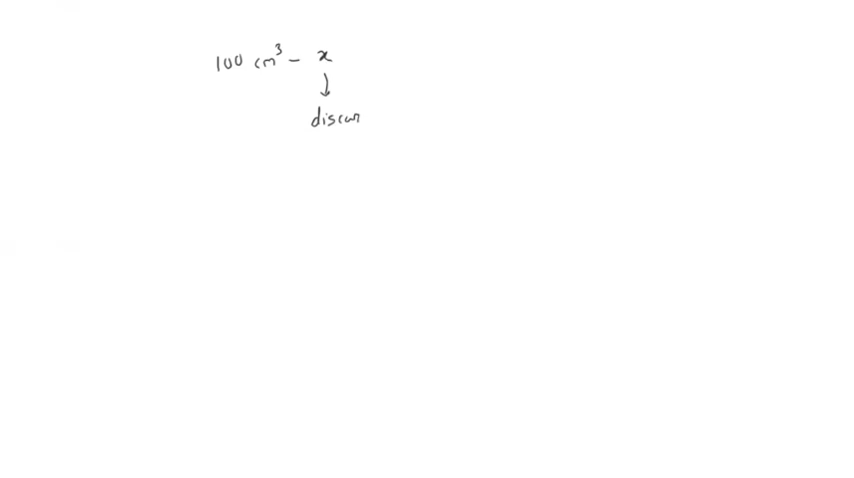 100 cm³ - x
↓
discar